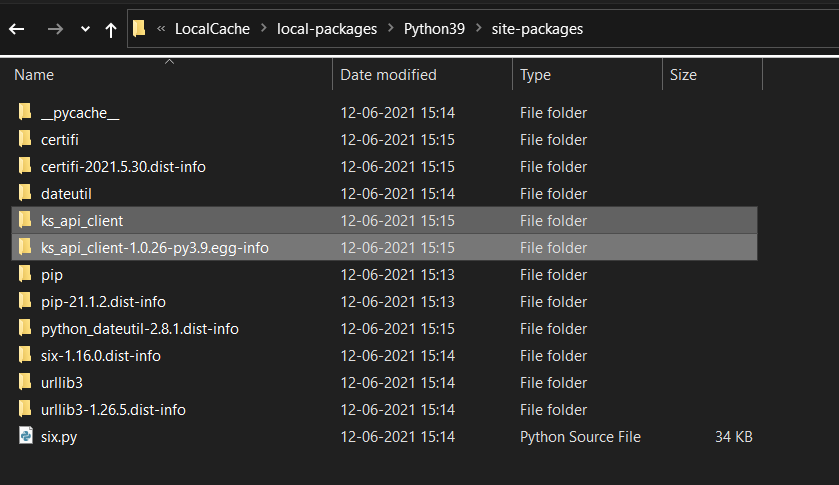 « LocalCache > local-packages > Python39 > site-packages
Name Date modified Type Size
__pycache__ 12-06-2021 15:14 File folder
certifi 12-06-2021 15:15 File folder
certifi-2021.5.30.dist-info 12-06-2021 15:15 File folder
dateutil 12-06-2021 15:14 File folder
ks_api_client 12-06-2021 15:15 File folder
ks_api_client-1.0.26-py3.9.egg-info 12-06-2021 15:15 File folder
pip 12-06-2021 15:13 File folder
pip-21.1.2.dist-info 12-06-2021 15:13 File folder
python_dateutil-2.8.1.dist-info 12-06-2021 15:15 File folder
six-1.16.0.dist-info 12-06-2021 15:14 File folder
urllib3 12-06-2021 15:14 File folder
urllib3-1.26.5.dist-info 12-06-2021 15:14 File folder
six.py 12-06-2021 15:14 Python Source File 34 KB